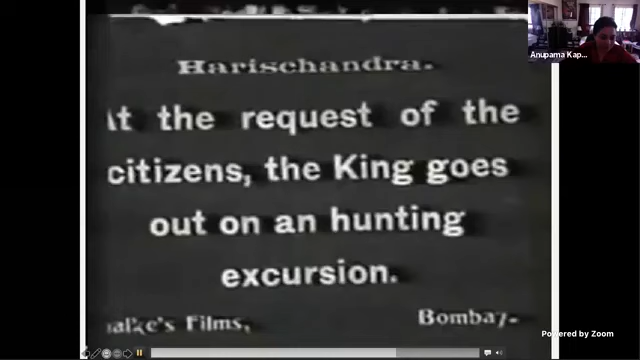 Anupama Kap...
Harischandra.
At the request of the
citizens, the King goes
out on an hunting
excursion.
alke's Films, Bombay.
Powered by Zoom